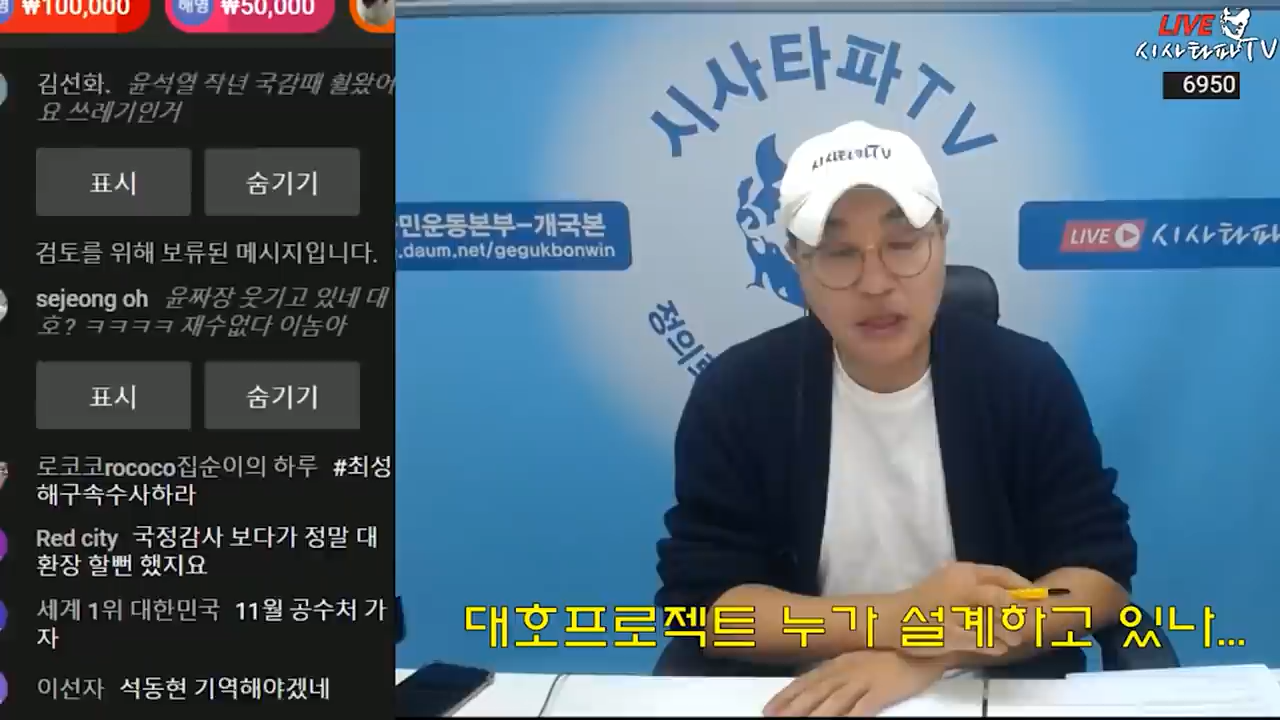 ₩100,000
해영 ₩50,000
김선화. 윤석열 작년 국감때 휠왔어
요 쓰레기인거
표시 숨기기
검토를 위해 보류된 메시지입니다.
sejeong oh 윤짜장 웃기고 있네 대
호? ㅋㅋㅋㅋ 재수없다 이놈아
표시 숨기기
로코코rococo집순이의 하루 #최성
해구속수사하라
Red city 국정감사 보다가 정말 대
환장 할뻔 했지요
세계 1위 대한민국 11월 공수처 가
자
이선자 석동현 기역해야겠네
LIVE
시사타파TV
6950
시사타파TV
시사타파TV
민운동본부-개국본
.daum.net/gegukbonwin
LIVE 시사타파
정의
대호프로젝트 누가 설계하고 있나...